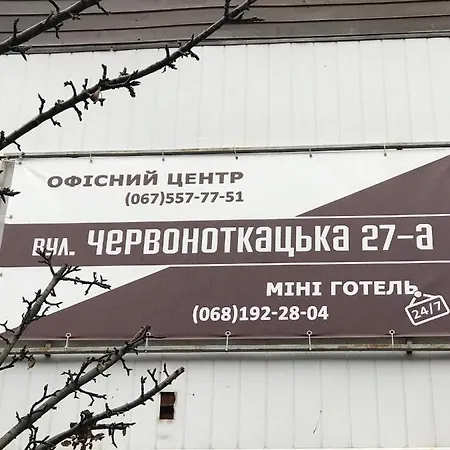 ОФІСНИЙ ЦЕНТР
(067)557-77-51
вул. ЧЕРВОНОТКАЦЬКА 27-а
МІНІ ГОТЕЛЬ
24/7
(068)192-28-04